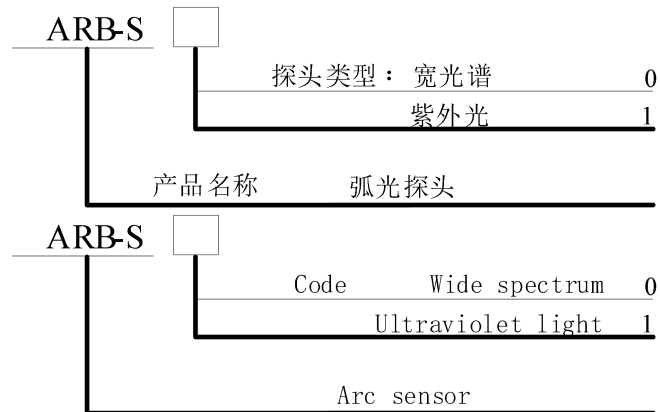 ARB-S
探头类型：宽光谱 0
紫外光 1
产品名称 弧光探头
ARB-S
Code Wide spectrum 0
Ultraviolet light 1
Arc sensor